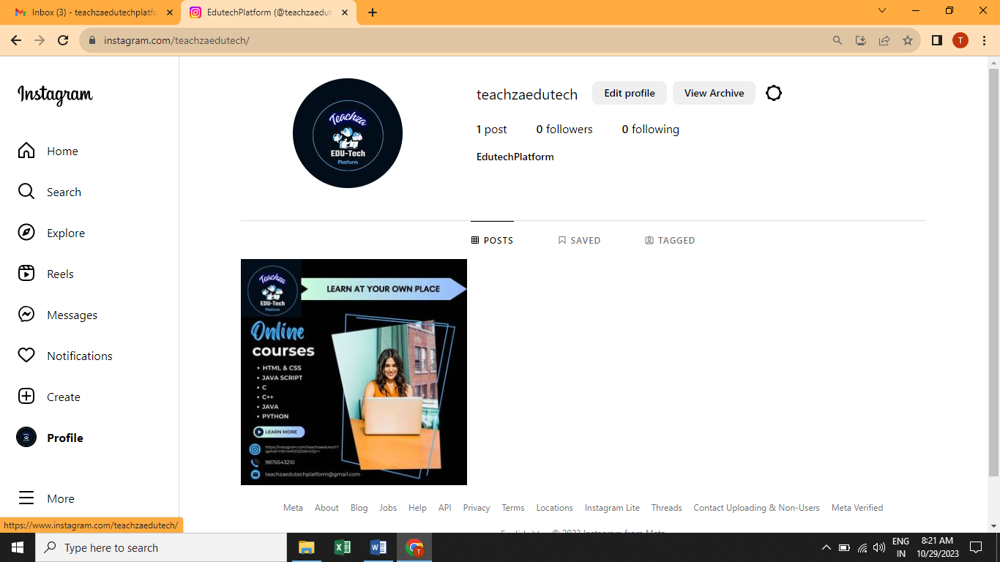 Inbox (3) - teachzaedutechplatfo
EdutechPlatform (@teachzaedut
instagram.com/teachzaedutech/
T
Instagram
Home
Search
Explore
Reels
Messages
Notifications
Create
Profile
More
https://www.instagram.com/teachzaedutech/
Teachza
EDU-Tech
Platform
teachzaedutech
Edit profile
View Archive
1 post 0 followers 0 following
EdutechPlatform
POSTS SAVED TAGGED
Teachza
EDU-Tech
Platform
LEARN AT YOUR OWN PLACE
Online
courses
• HTML & CSS
• JAVA SCRIPT
• C
• C++
• JAVA
• PYTHON
LEARN MORE
https://instagram.com/teachzaedutech?
9876543210
teachzaedutechplatform@gmail.com
Meta About Blog Jobs Help API Privacy Terms Locations Instagram Lite Threads Contact Uploading & Non-Users Meta Verified
English © 2023 Instagram from Meta
Type here to search
T
ENG
IN
8:21 AM
10/29/2023